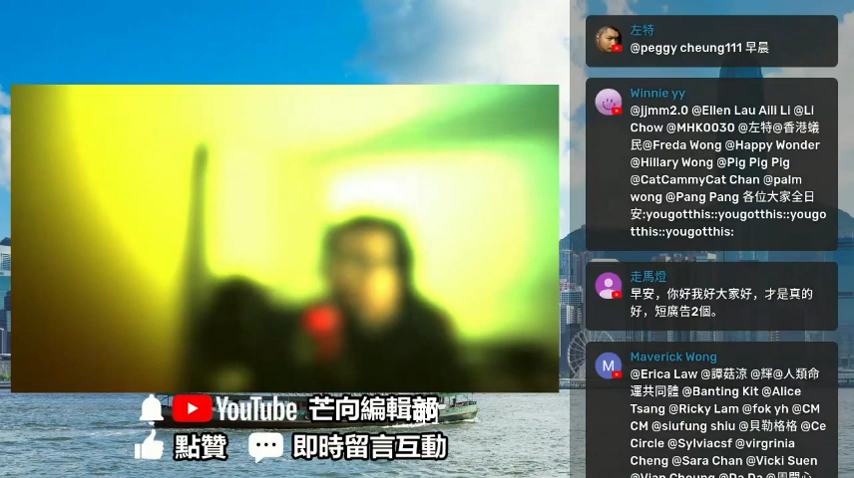 左特
@peggy cheung111 早晨
Winnie yy
@jjmm2.0 @Ellen Lau Aili Li @Li
Chow @MHK0030 @左特@香港蟻
民@Freda Wong @Happy Wonder
@Hillary Wong @Pig Pig Pig
@CatCammyCat Chan @palm
wong @Pang Pang 各位大家全日
安:yougotthis::yougotthis::yougo
tthis::yougotthis:
走馬燈
早安，你好我好大家好，才是真的
好，短廣告2個。
M
Maverick Wong
@Erica Law @譚菇涼 @輝@人類命
運共同體 @Banting Kit @Alice
Tsang @Ricky Lam @fok yh @CM
CM @siufung shiu @貝勒格格 @Ce
Circle @Sylviacsf @virgrinia
Cheng @Sara Chan @Vicki Suen
@Vian Cheung @Da Da
YouTube 芒向編輯部
點贊 即時留言互動